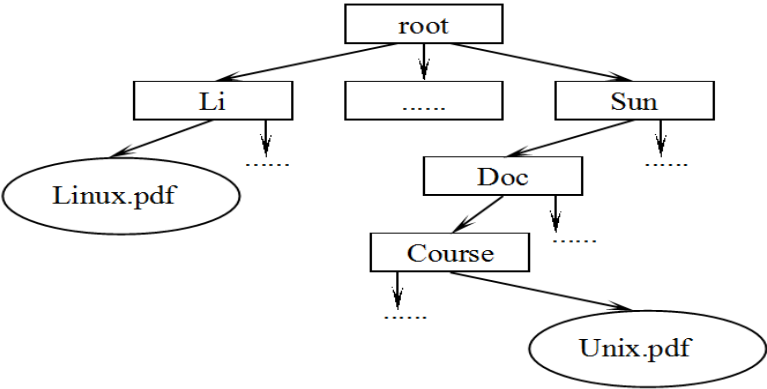 root
Li
......
Sun
......
......
Linux.pdf
Doc
......
Course
......
Unix.pdf